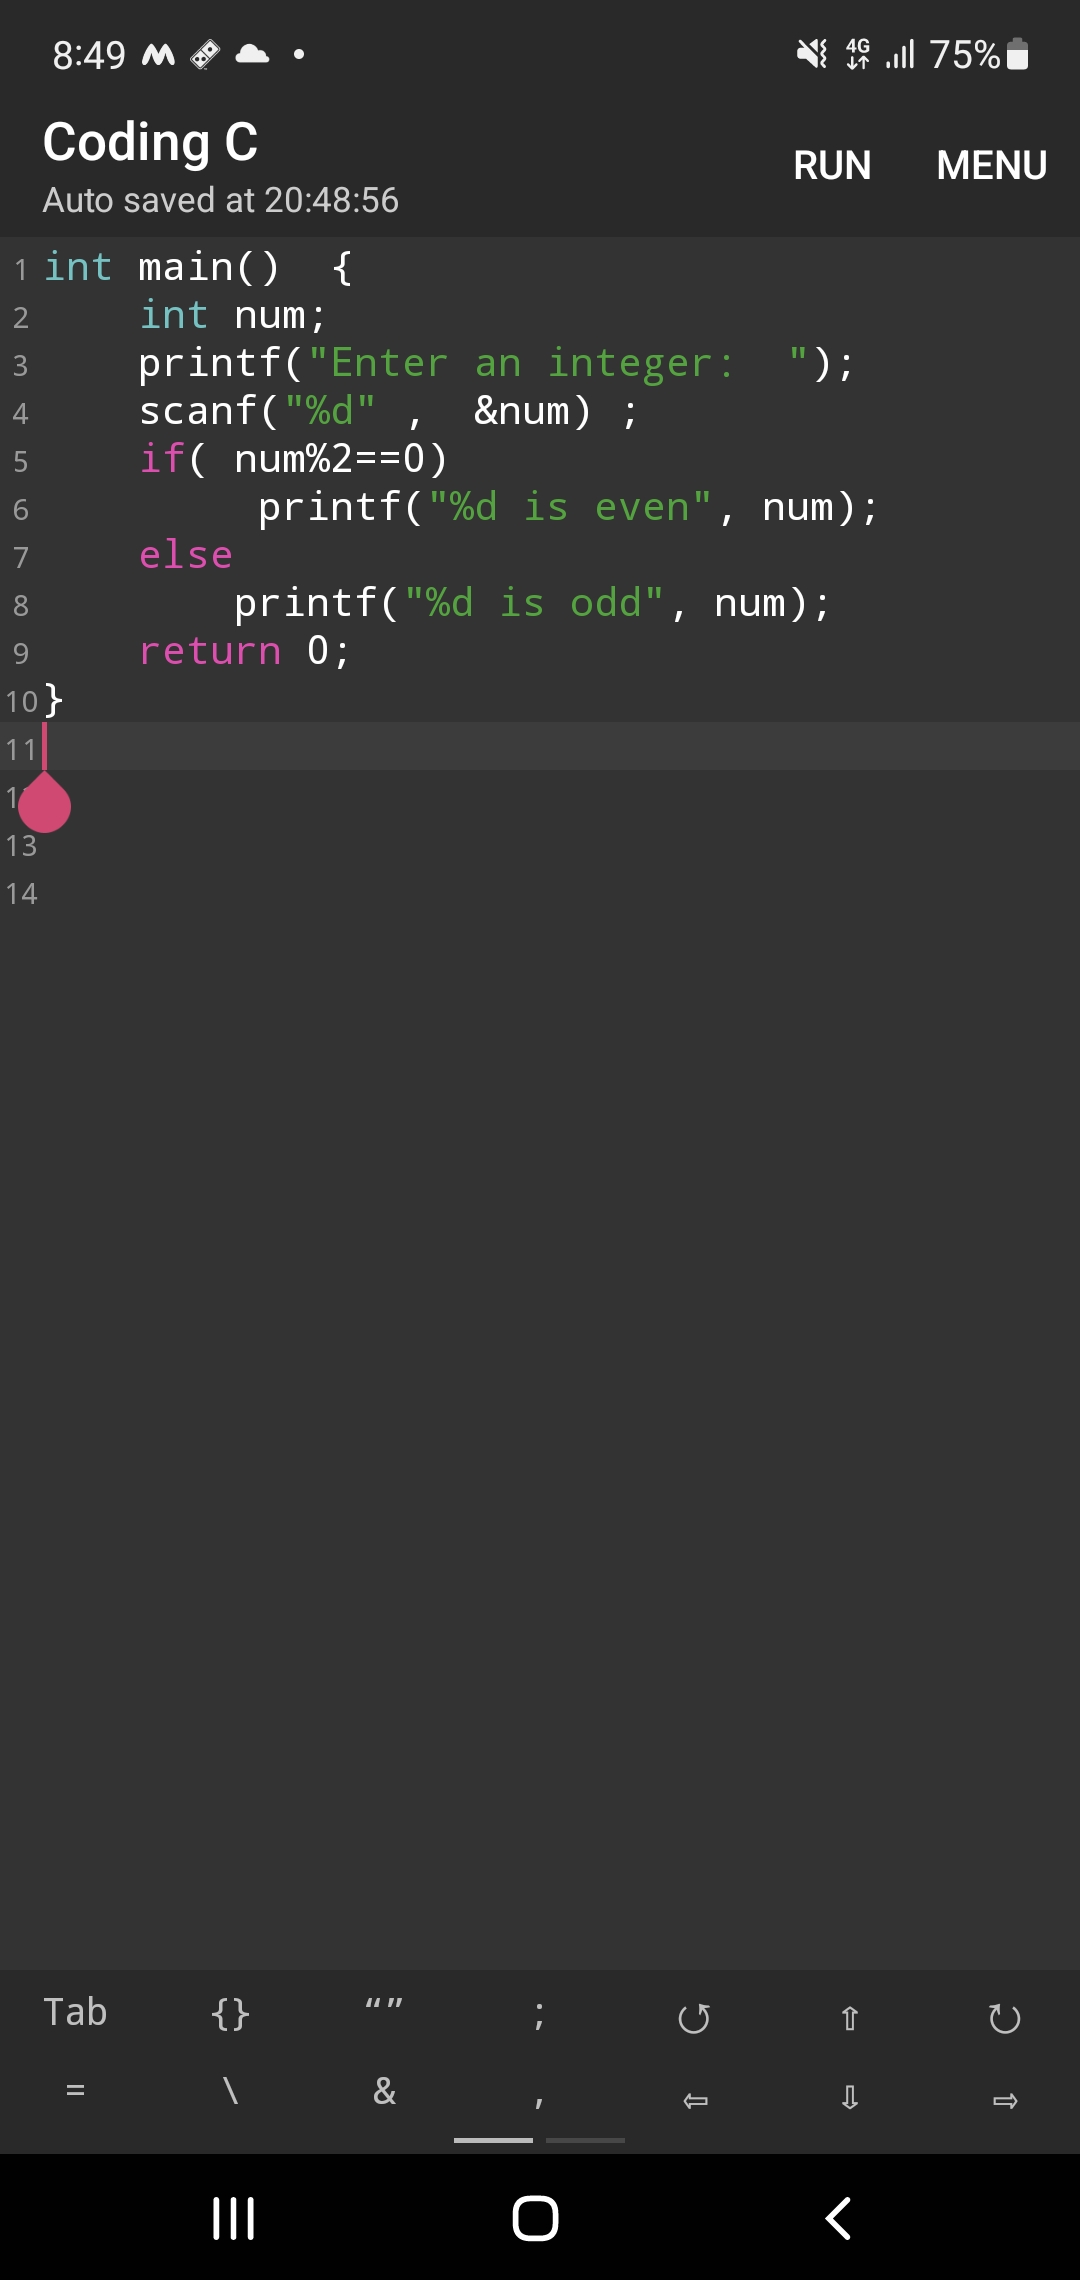 8:49 4G 75%
Coding C
RUN MENU
Auto saved at 20:48:56
1 int main()  {
2     int num;
3     printf("Enter an integer:  ");
4     scanf("%d" ,  &num) ;
5     if( num%2==0)
6          printf("%d is even", num);
7     else
8         printf("%d is odd", num);
9     return 0;
10 }
11
13
14
Tab {} “” ; ↺ ⇧ ↻
= \ & , ⇦ ⇩ ⇨